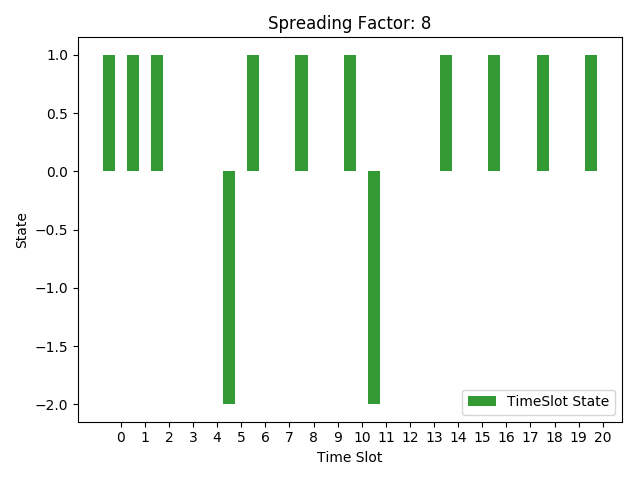 Spreading Factor: 8
1.0
0.5
0.0
−0.5
−1.0
−1.5
−2.0
State
0 1 2 3 4 5 6 7 8 9 10 11 12 13 14 15 16 17 18 19 20
Time Slot
TimeSlot State